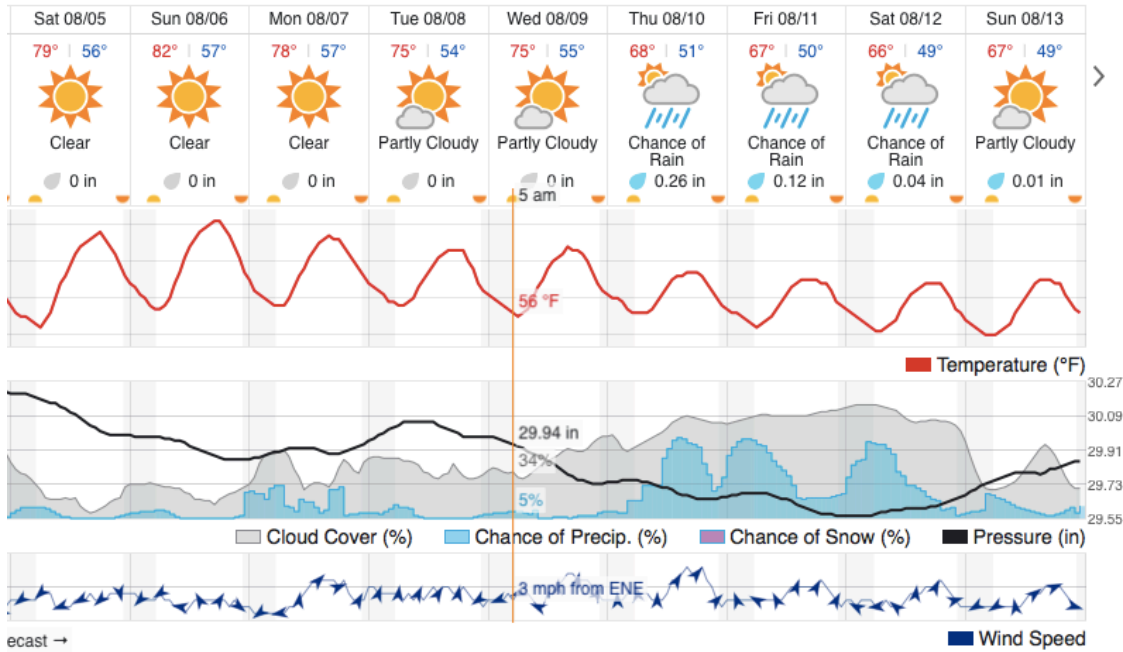 Sat 08/05 Sun 08/06 Mon 08/07 Tue 08/08 Wed 08/09 Thu 08/10 Fri 08/11 Sat 08/12 Sun 08/13
79° | 56° 82° | 57° 78° | 57° 75° | 54° 75° | 55° 68° | 51° 67° | 50° 66° | 49° 67° | 49°
Clear Clear Clear Partly Cloudy Partly Cloudy Chance of Rain Chance of Rain Chance of Rain Partly Cloudy
0 in 0 in 0 in 0 in 0 in 0.26 in 0.12 in 0.04 in 0.01 in
5 am
56 °F
Temperature (°F)
30.27
30.09
29.94 in
29.91
34%
29.73
5%
29.55
Cloud Cover (%) Chance of Precip. (%) Chance of Snow (%) Pressure (in)
3 mph from ENE
ecast →
Wind Speed